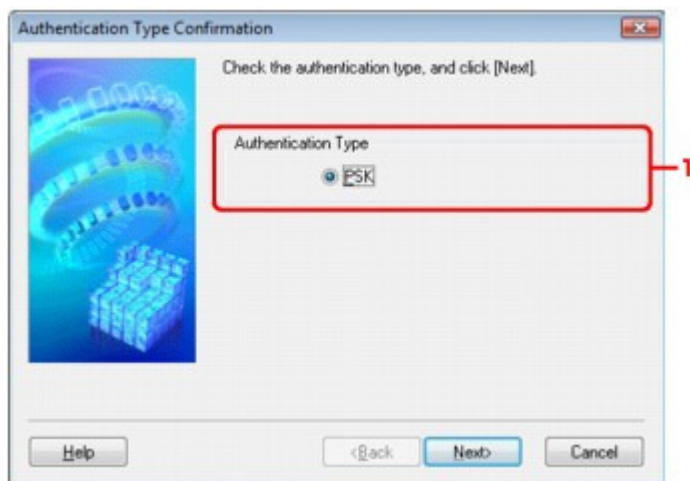 Authentication Type Confirmation
Check the authentication type, and click [Next].
Authentication Type
PSK
1
Help
<Back
Next>
Cancel